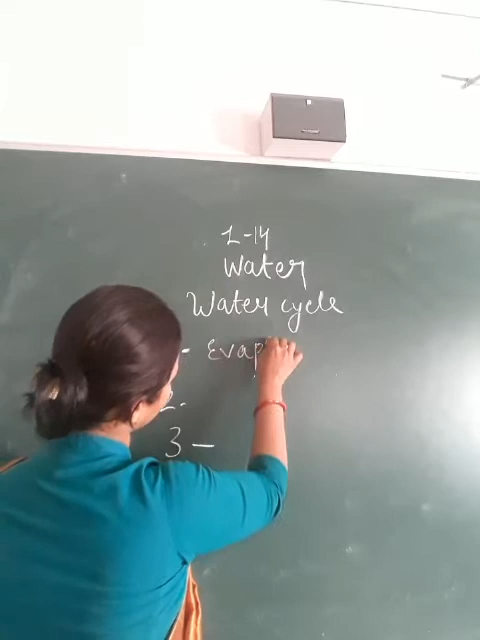 L-14
Water
Water cycle
- Evap
2.
3 -